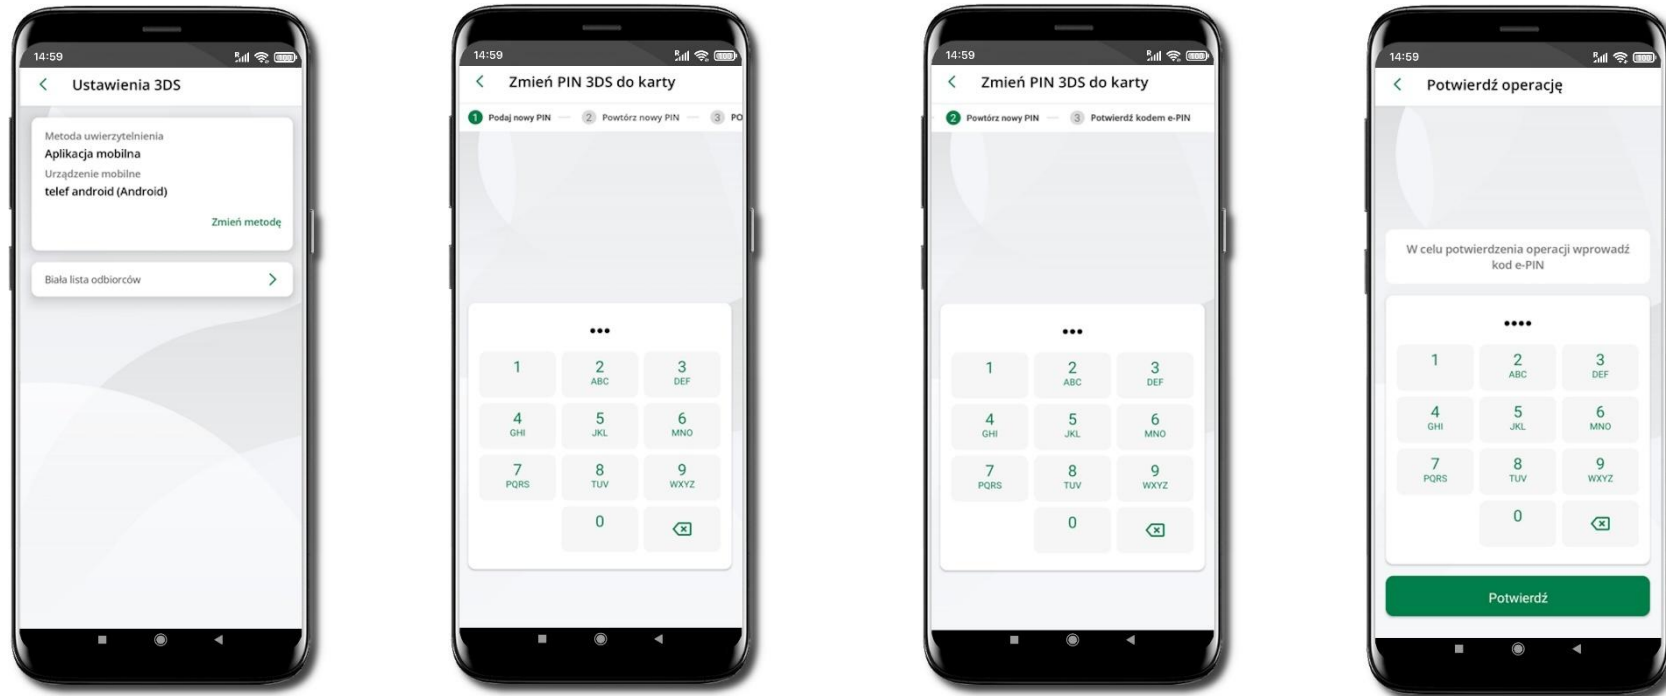 14:59
Ustawienia 3DS
Metoda uwierzytelnienia
Aplikacja mobilna
Urządzenie mobilne
telef android (Android)
Zmień metodę
Biała lista odbiorców
14:59
Zmień PIN 3DS do karty
1 Podaj nowy PIN 2 Powtórz nowy PIN 3 PO
1 2 3
ABC DEF
4 5 6
GHI JKL MNO
7 8 9
PQRS TUV WXYZ
0
14:59
Zmień PIN 3DS do karty
2 Powtórz nowy PIN 3 Potwierdź kodem e-PIN
1 2 3
ABC DEF
4 5 6
GHI JKL MNO
7 8 9
PQRS TUV WXYZ
0
14:59
Potwierdź operację
W celu potwierdzenia operacji wprowadź
kod e-PIN
1 2 3
ABC DEF
4 5 6
GHI JKL MNO
7 8 9
PQRS TUV WXYZ
0
Potwierdź